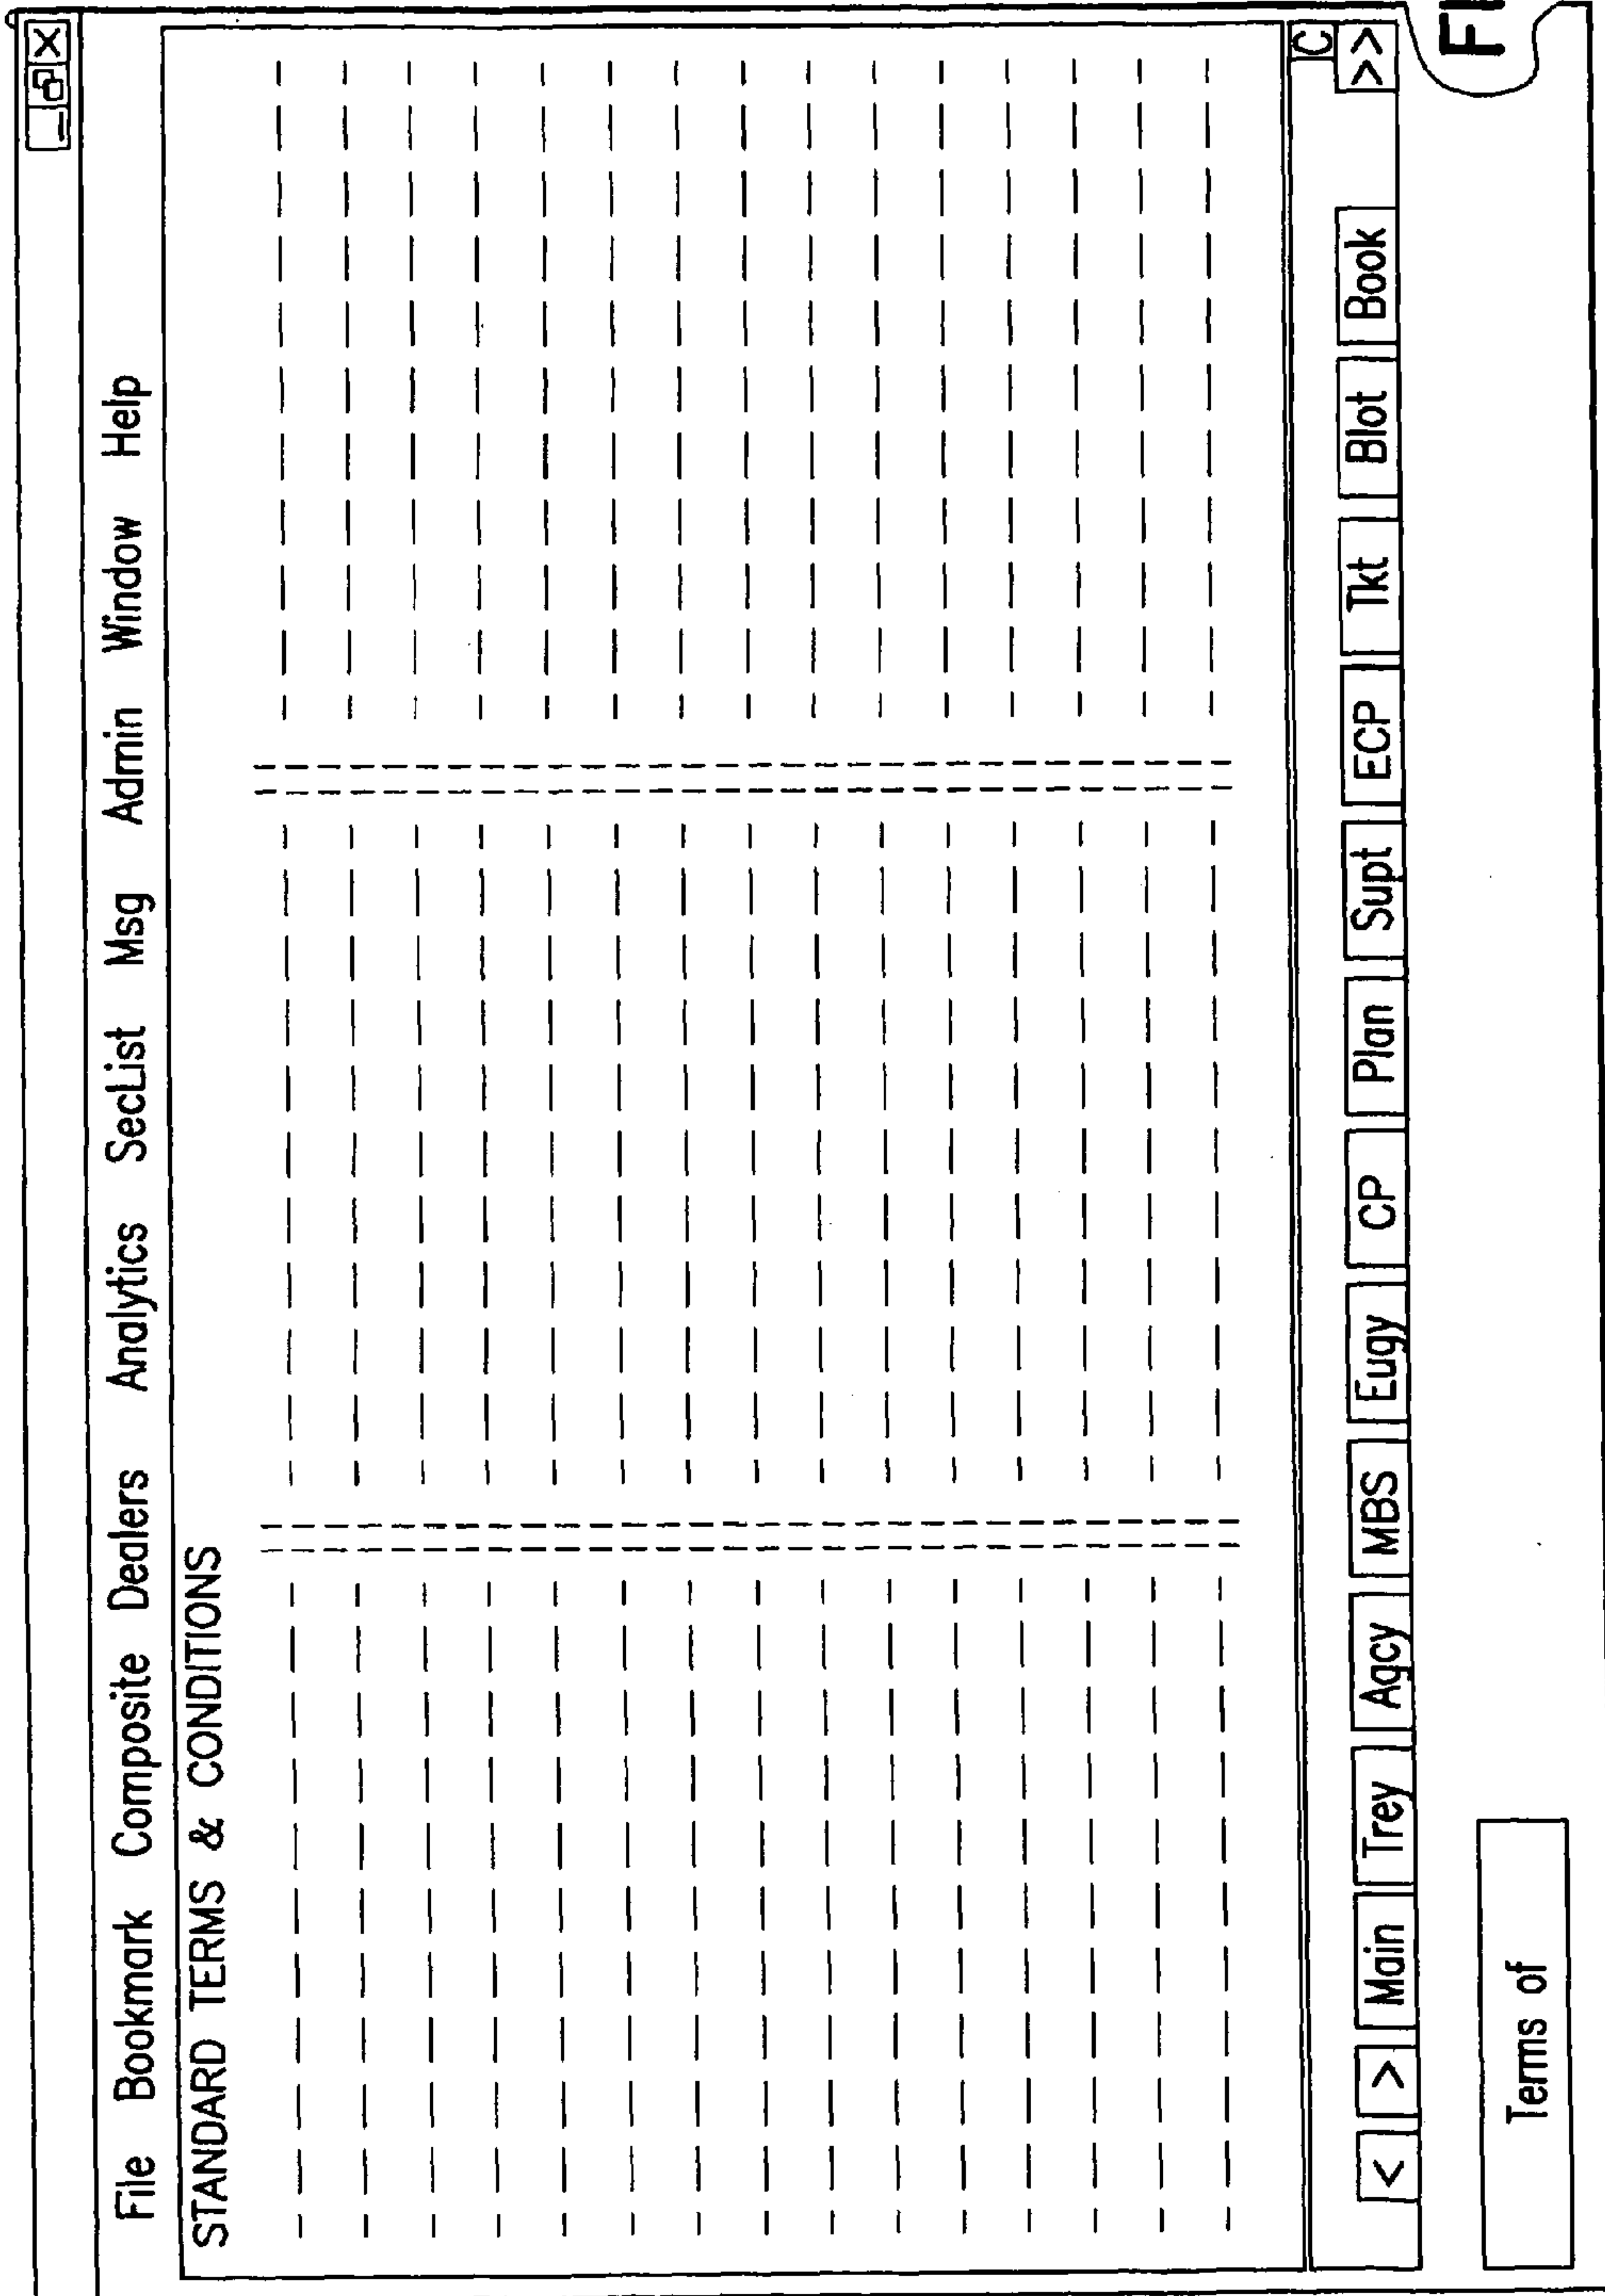 File Bookmark Composite Dealers Analytics SecList Msg Admin Window Help
STANDARD TERMS & CONDITIONS
C
< > Main Trey Agcy MBS Eugy CP Plan Supt ECP Tkt Blot Book >>
Terms of